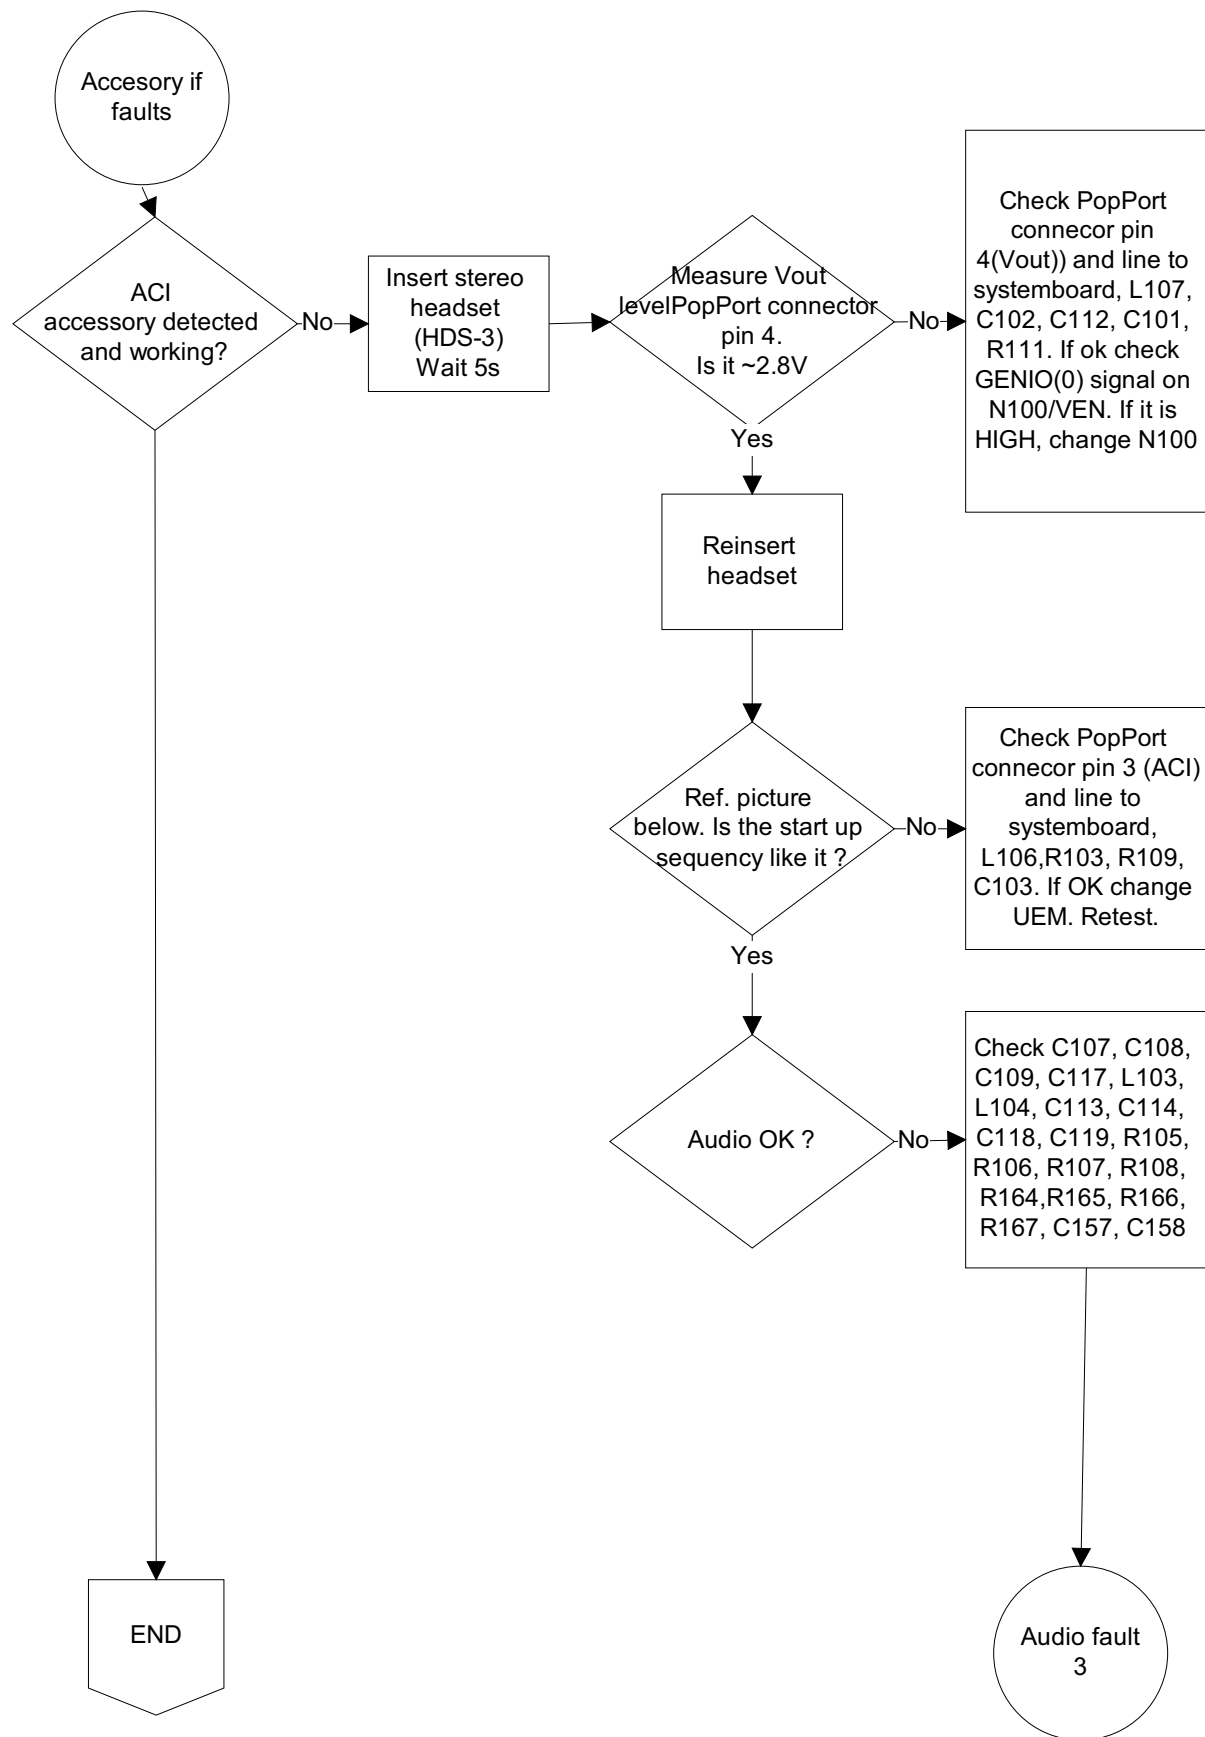 Accesory if
faults
ACI
accessory detected
and working?
No
Insert stereo
headset
(HDS-3)
Wait 5s
Measure Vout
levelPopPort connector
pin 4.
Is it ~2.8V
No
Check PopPort
connecor pin
4(Vout)) and line to
systemboard, L107,
C102, C112, C101,
R111. If ok check
GENIO(0) signal on
N100/VEN. If it is
HIGH, change N100
Yes
Reinsert
headset
Ref. picture
below. Is the start up
sequency like it ?
No
Check PopPort
connecor pin 3 (ACI)
and line to
systemboard,
L106,R103, R109,
C103. If OK change
UEM. Retest.
Yes
Audio OK ?
No
Check C107, C108,
C109, C117, L103,
L104, C113, C114,
C118, C119, R105,
R106, R107, R108,
R164,R165, R166,
R167, C157, C158
END
Audio fault
3